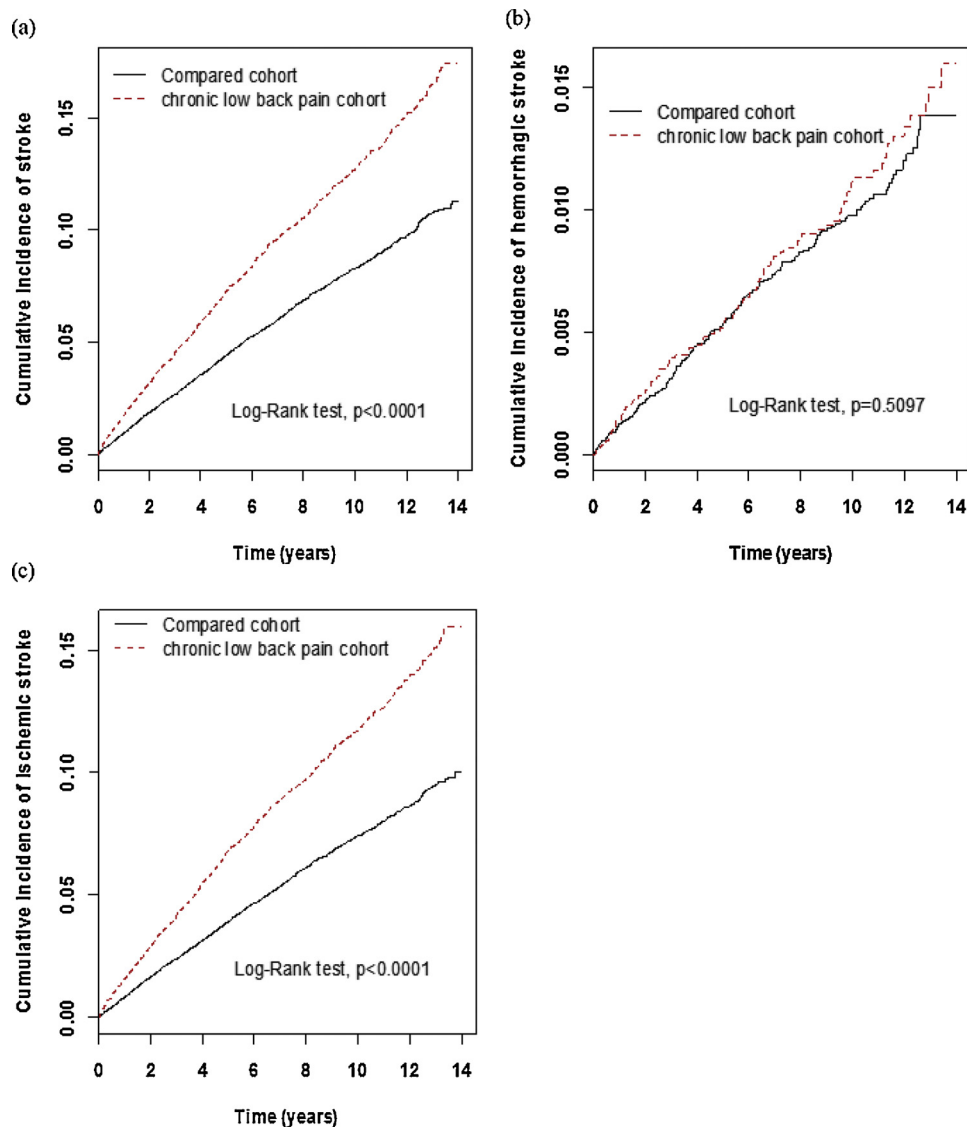 (a)
Cumulative Incidence of stroke
0.00 0.05 0.10 0.15
Compared cohort
chronic low back pain cohort
Log-Rank test, p<0.0001
0 2 4 6 8 10 12 14
Time (years)
(b)
Cumulative Incidence of hemorrhagic stroke
0.000 0.005 0.010 0.015
Compared cohort
chronic low back pain cohort
Log-Rank test, p=0.5097
0 2 4 6 8 10 12 14
Time (years)
(c)
Cumulative Incidence of Ischemic stroke
0.00 0.05 0.10 0.15
Compared cohort
chronic low back pain cohort
Log-Rank test, p<0.0001
0 2 4 6 8 10 12 14
Time (years)